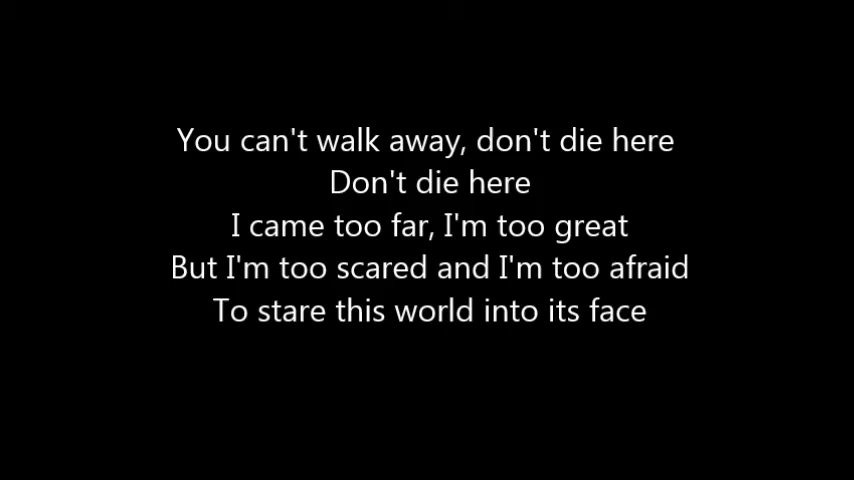 You can't walk away, don't die here
Don't die here
I came too far, I'm too great
But I'm too scared and I'm too afraid
To stare this world into its face